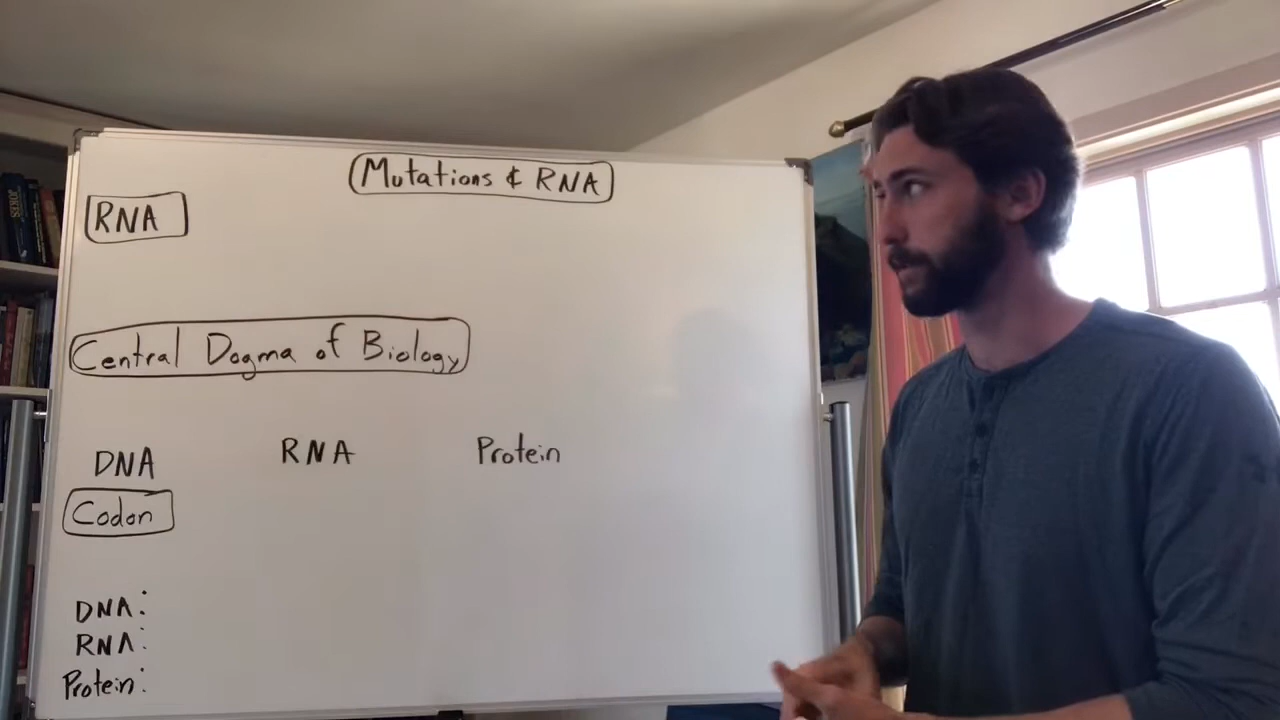 Mutations & RNA
RNA
Central Dogma of Biology
DNA RNA Protein
Codon
DNA:
RNA:
Protein: